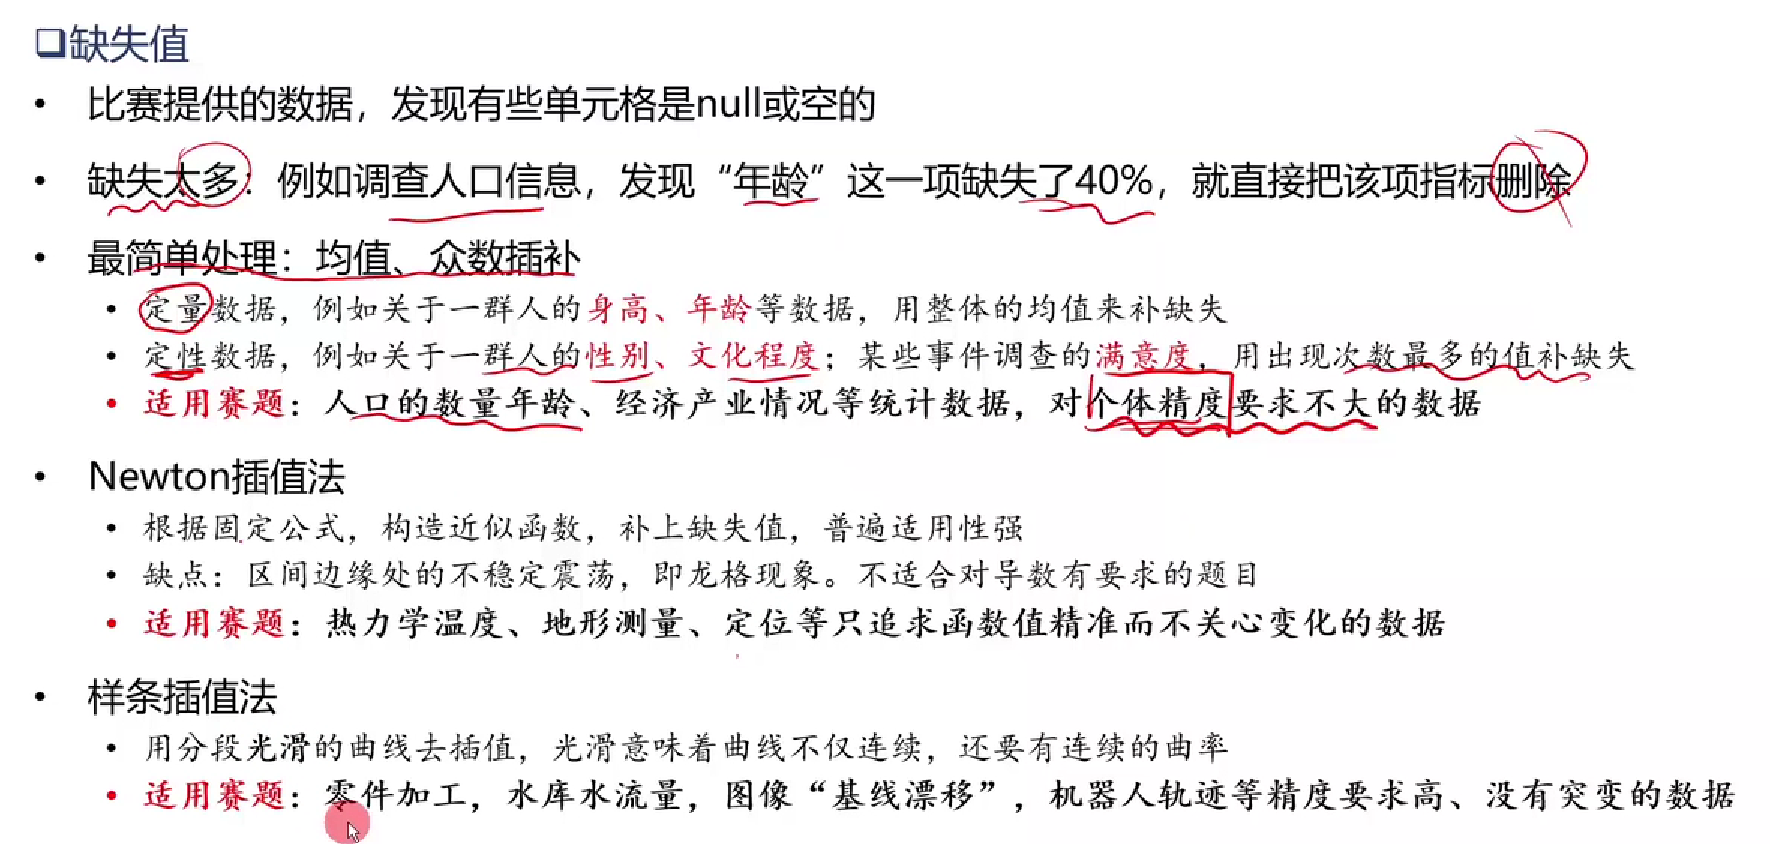 ❑缺失值
• 比赛提供的数据，发现有些单元格是null或空的
• 缺失太多：例如调查人口信息，发现“年龄”这一项缺失了40%，就直接把该项指标删除
• 最简单处理：均值、众数插补
• 定量数据，例如关于一群人的身高、年龄等数据，用整体的均值来补缺失
• 定性数据，例如关于一群人的性别、文化程度；某些事件调查的满意度，用出现次数最多的值补缺失
• 适用赛题：人口的数量年龄、经济产业情况等统计数据，对个体精度要求不大的数据
• Newton插值法
• 根据固定公式，构造近似函数，补上缺失值，普遍适用性强
• 缺点：区间边缘处的不稳定震荡，即龙格现象。不适合对导数有要求的题目
• 适用赛题：热力学温度、地形测量、定位等只追求函数值精准而不关心变化的数据
• 样条插值法
• 用分段光滑的曲线去插值，光滑意味着曲线不仅连续，还要有连续的曲率
• 适用赛题：零件加工，水库水流量，图像“基线漂移”，机器人轨迹等精度要求高、没有突变的数据